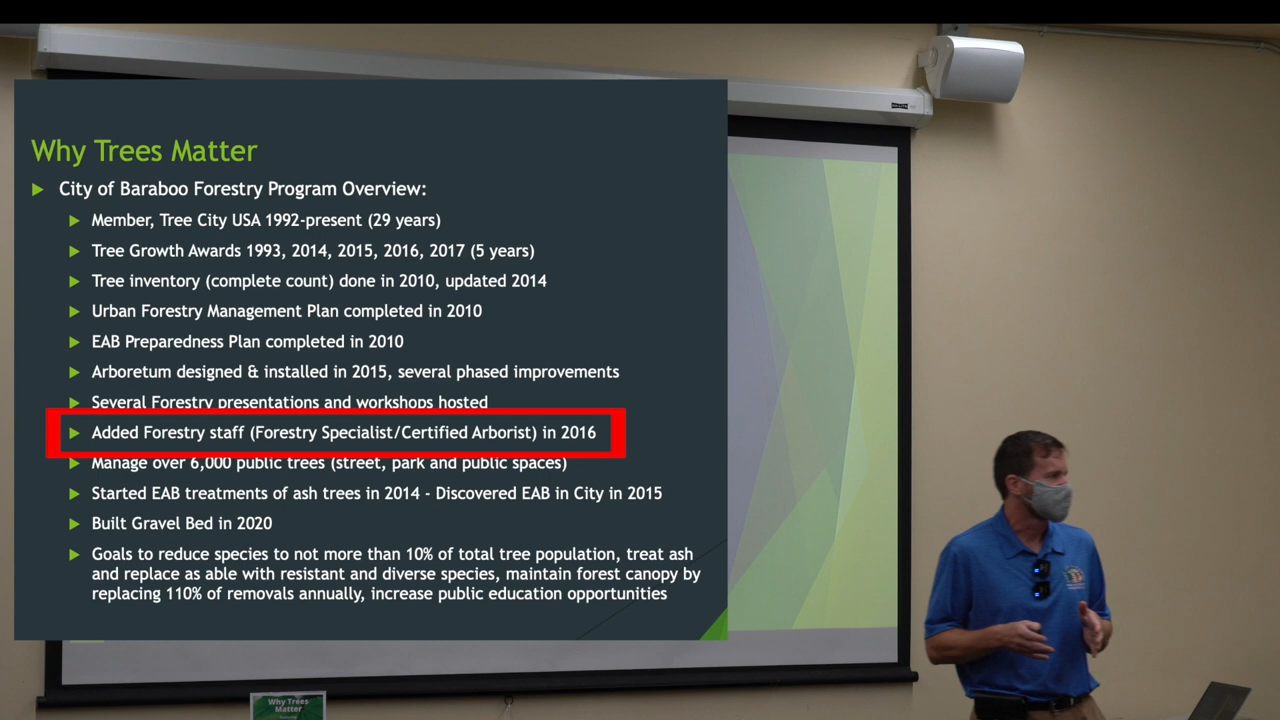 Why Trees Matter
City of Baraboo Forestry Program Overview:
Member, Tree City USA 1992-present (29 years)
Tree Growth Awards 1993, 2014, 2015, 2016, 2017 (5 years)
Tree inventory (complete count) done in 2010, updated 2014
Urban Forestry Management Plan completed in 2010
EAB Preparedness Plan completed in 2010
Arboretum designed & installed in 2015, several phased improvements
Several Forestry presentations and workshops hosted
Added Forestry staff (Forestry Specialist/Certified Arborist) in 2016
Manage over 6,000 public trees (street, park and public spaces)
Started EAB treatments of ash trees in 2014 - Discovered EAB in City in 2015
Built Gravel Bed in 2020
Goals to reduce species to not more than 10% of total tree population, treat ash
and replace as able with resistant and diverse species, maintain forest canopy by
replacing 110% of removals annually, increase public education opportunities
Why Trees
Matter